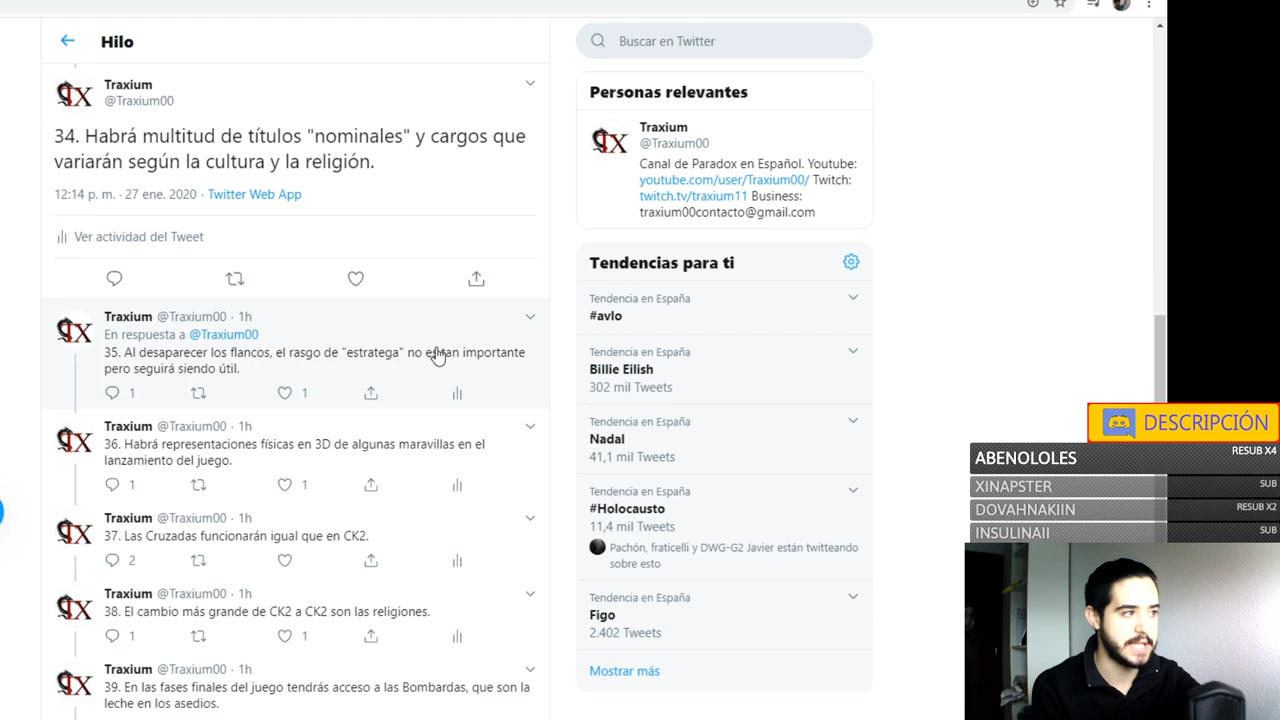 Hilo
Traxium
@Traxium00
34. Habrá multitud de títulos "nominales" y cargos que
variarán según la cultura y la religión.
12:14 p. m. · 27 ene. 2020 · Twitter Web App
Ver actividad del Tweet
Traxium @Traxium00 · 1h
En respuesta a @Traxium00
35. Al desaparecer los flancos, el rasgo de "estratega" no es tan importante
pero seguirá siendo útil.
1
1
Traxium @Traxium00 · 1h
36. Habrá representaciones físicas en 3D de algunas maravillas en el
lanzamiento del juego.
1
1
Traxium @Traxium00 · 1h
37. Las Cruzadas funcionarán igual que en CK2.
2
Traxium @Traxium00 · 1h
38. El cambio más grande de CK2 a CK2 son las religiones.
1
1
Traxium @Traxium00 · 1h
39. En las fases finales del juego tendrás acceso a las Bombardas, que son la
leche en los asedios.
Buscar en Twitter
Personas relevantes
TX
Traxium
@Traxium00
Canal de Paradox en Español. Youtube:
youtube.com/user/Traxium00/ Twitch:
twitch.tv/traxium11 Business:
traxium00contacto@gmail.com
Tendencias para ti
Tendencia en España
#avlo
Tendencia en España
Billie Eilish
302 mil Tweets
Tendencia en España
Nadal
41,1 mil Tweets
Tendencia en España
#Holocausto
11,4 mil Tweets
Pachón, fraticelli y DWG-G2 Javier están twitteando
sobre esto
Tendencia en España
Figo
2.402 Tweets
Mostrar más
DESCRIPCIÓN
ABENOLOLES RESUB X4
XINAPSTER SUB
DOVAHNAKIIN RESUB X2
INSULINAII SUB